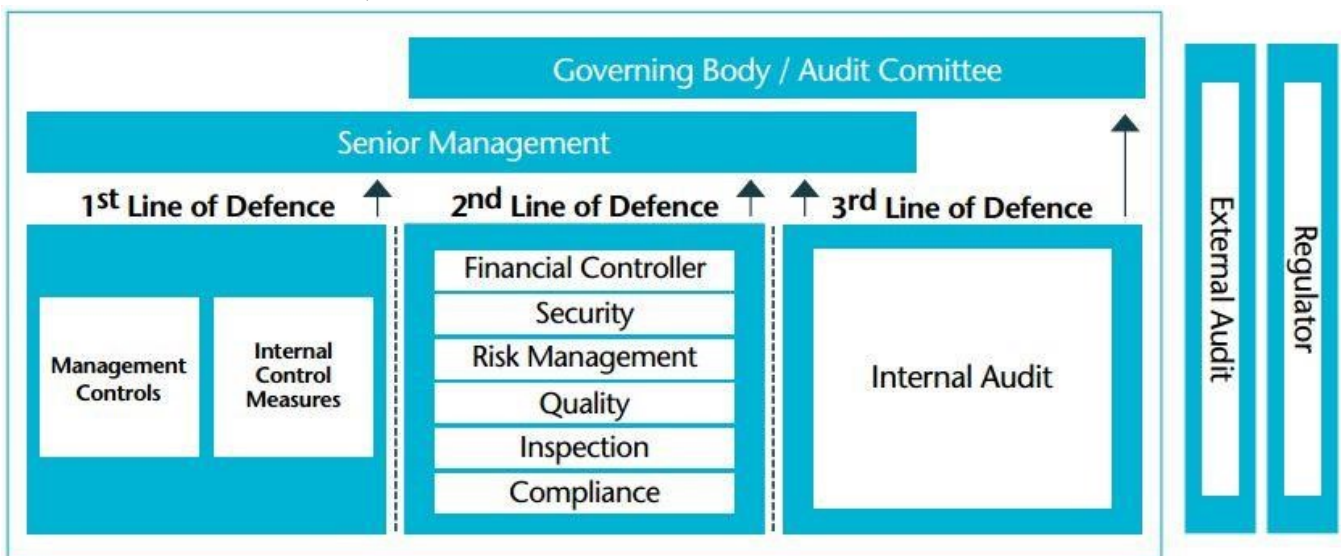 Governing Body / Audit Comittee
Senior Management
1st Line of Defence
2nd Line of Defence
3rd Line of Defence
Management
Controls
Internal
Control
Measures
Financial Controller
Security
Risk Management
Quality
Inspection
Compliance
Internal Audit
External Audit
Regulator